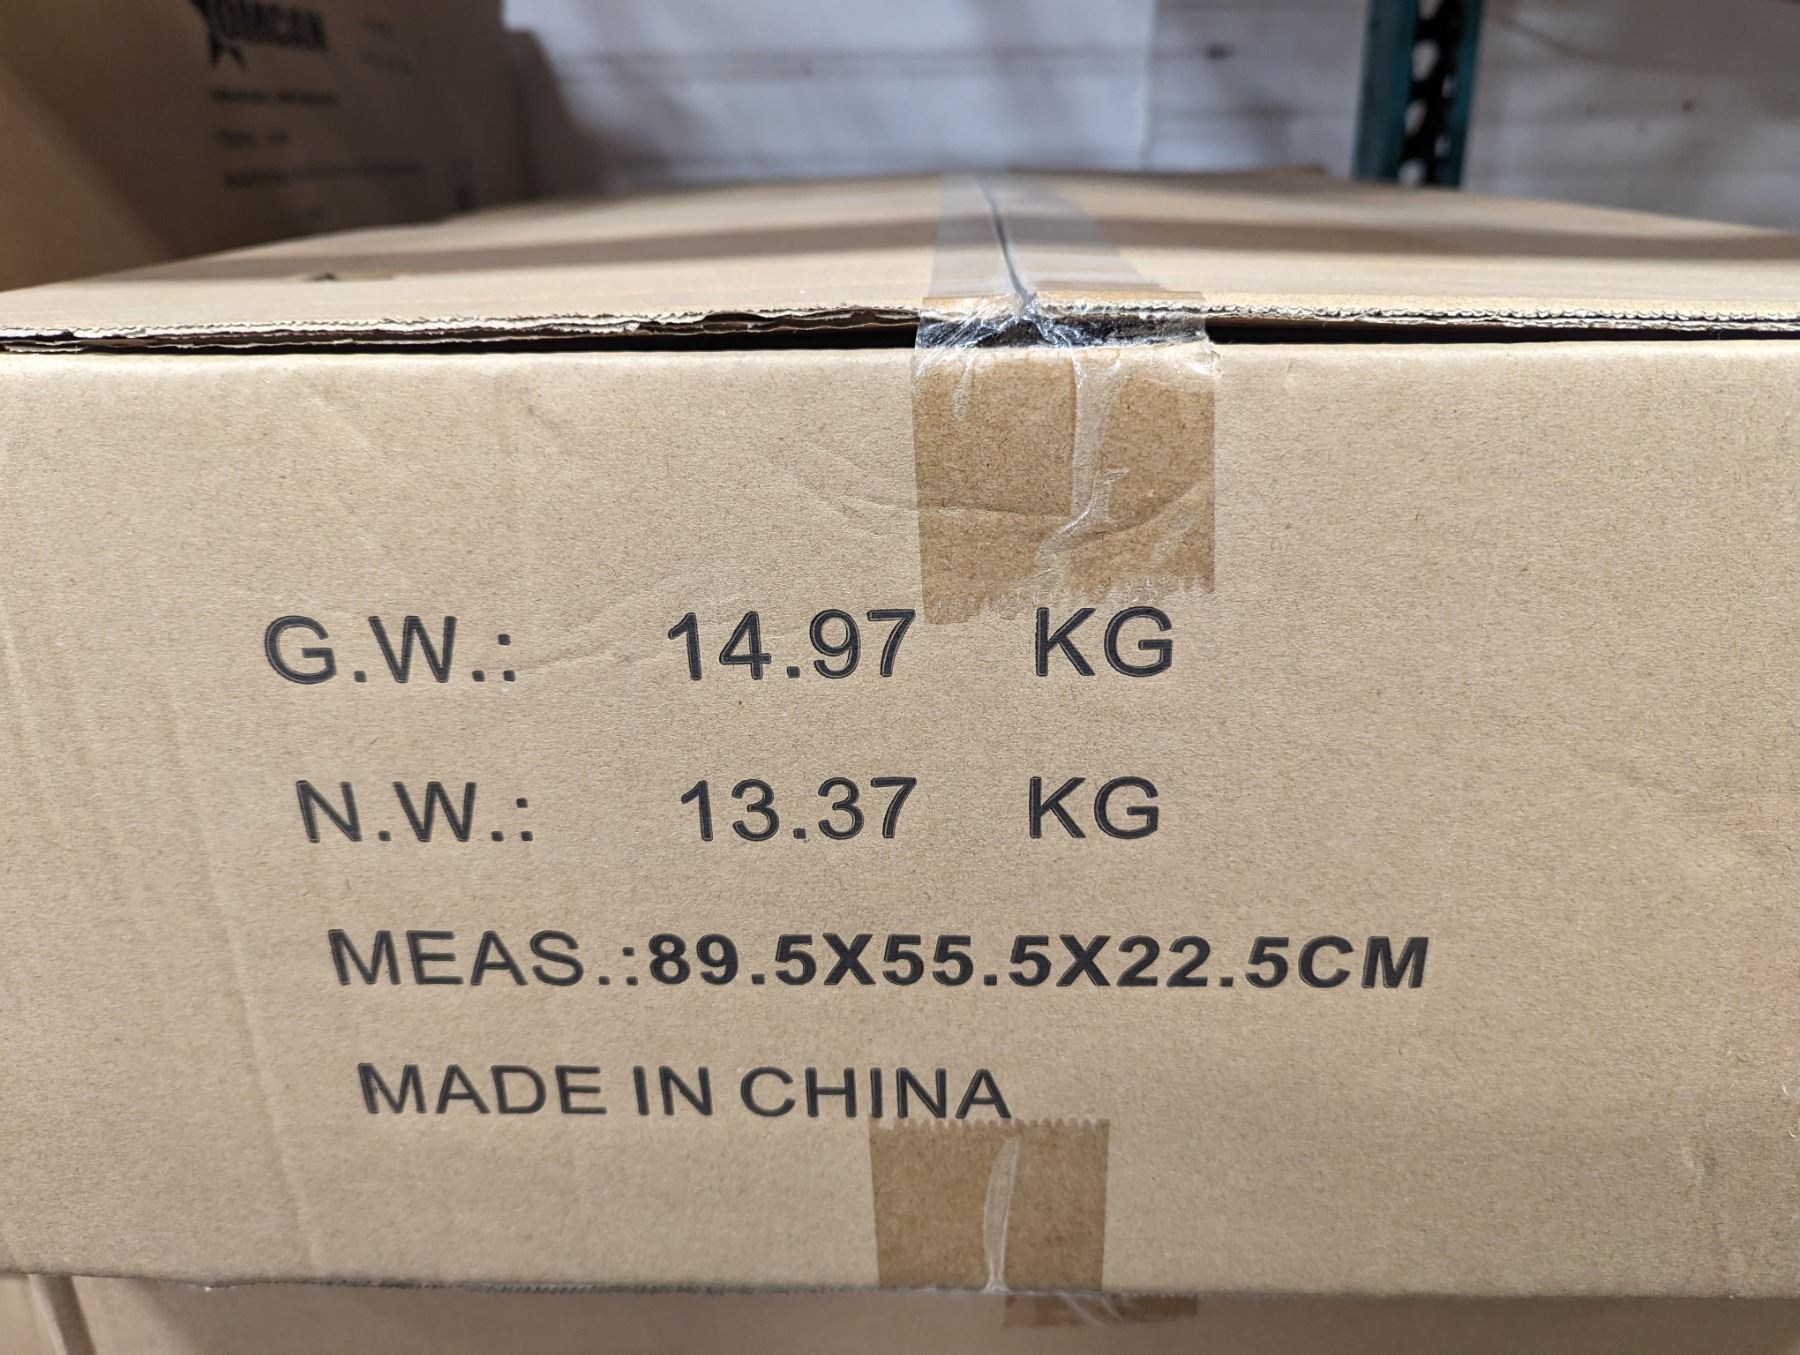 G.W.: 14.97 KG
N.W.: 13.37 KG
MEAS.:89.5X55.5X22.5CM
MADE IN CHINA